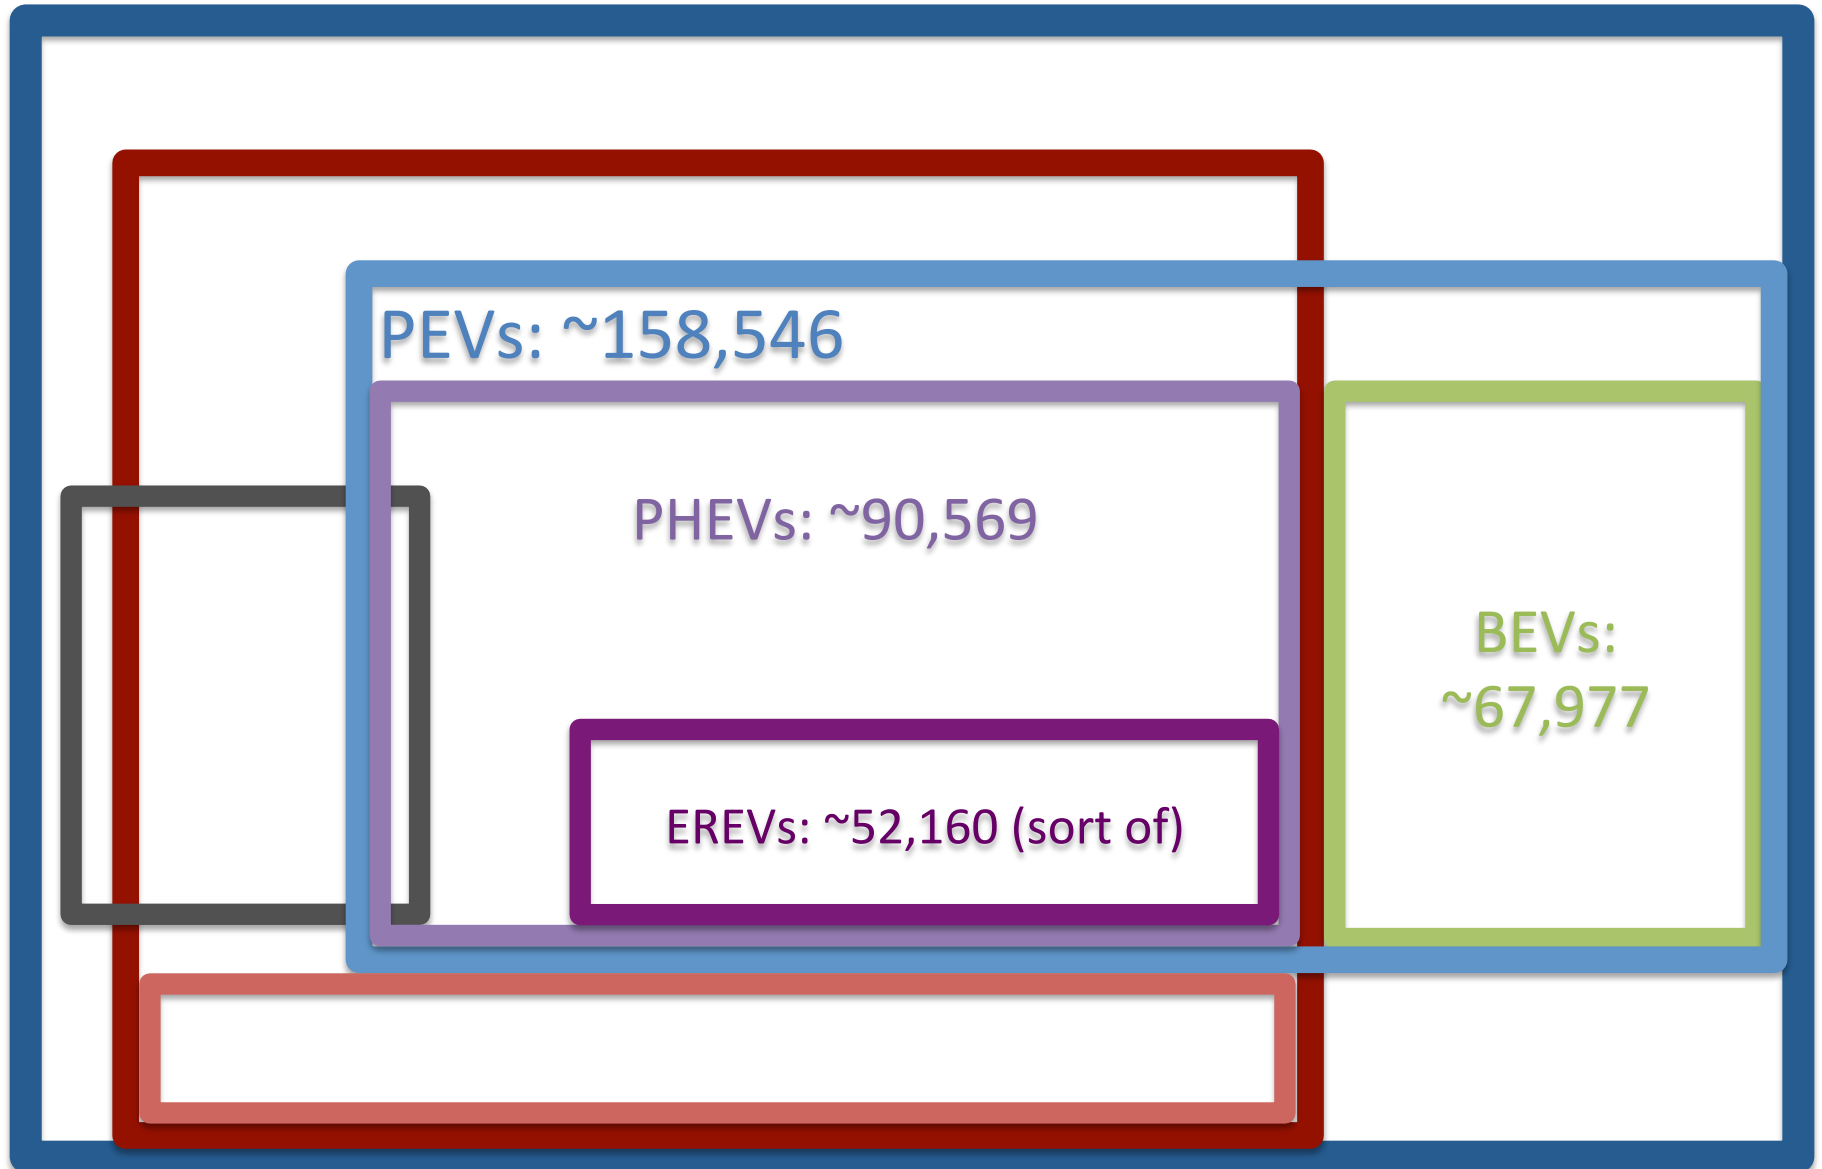 PEVs: ~158,546
PHEVs: ~90,569
BEVs:
~67,977
EREVs: ~52,160 (sort of)